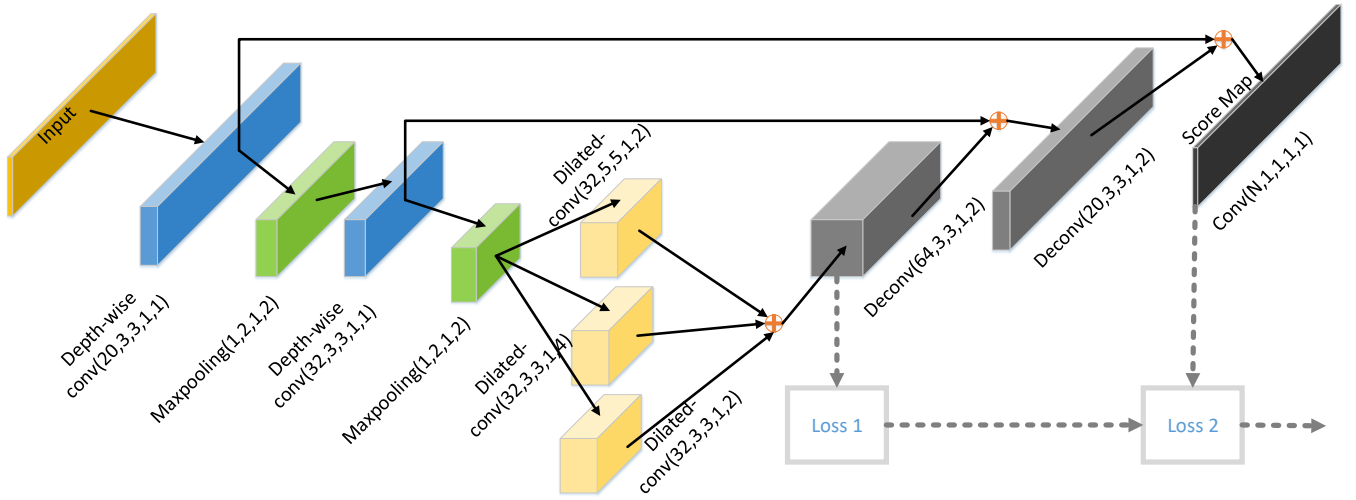 Input
Depth-wise
conv(20,3,3,1,1)
Maxpooling(1,2,1,2)
Depth-wise
conv(32,3,3,1,1)
Maxpooling(1,2,1,2)
Dilated-
conv(32,5,5,1,2)
Dilated-
conv(32,3,3,1,4)
Dilated-
conv(32,3,3,1,2)
Deconv(64,3,3,1,2)
Deconv(20,3,3,1,2)
Score Map
Conv(N,1,1,1,1)
Loss 1
Loss 2